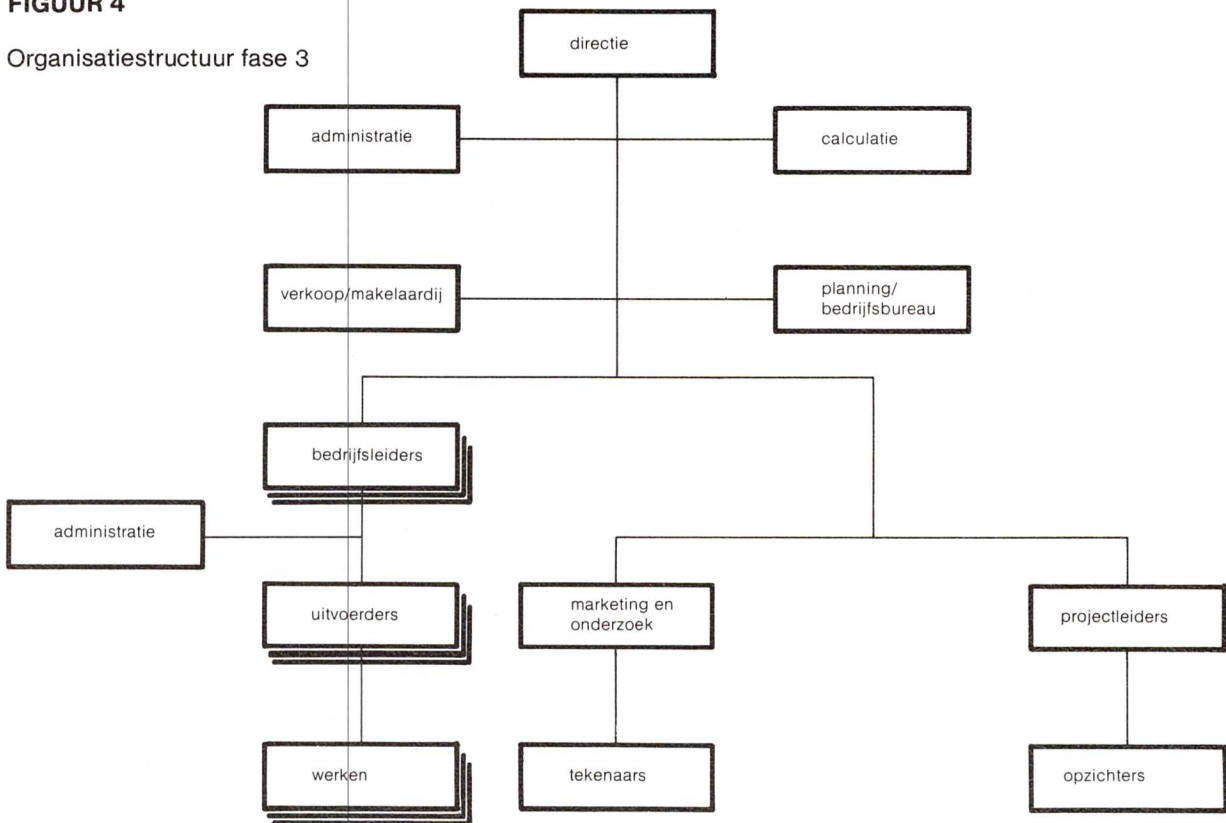 FIGUUR 4
Organisatiestructuur fase 3
directie
administratie
calculatie
verkoop/makelaardij
planning/
bedrijfsbureau
bedrijfsleiders
administratie
uitvoerders
marketing en
onderzoek
projectleiders
werken
tekenaars
opzichters